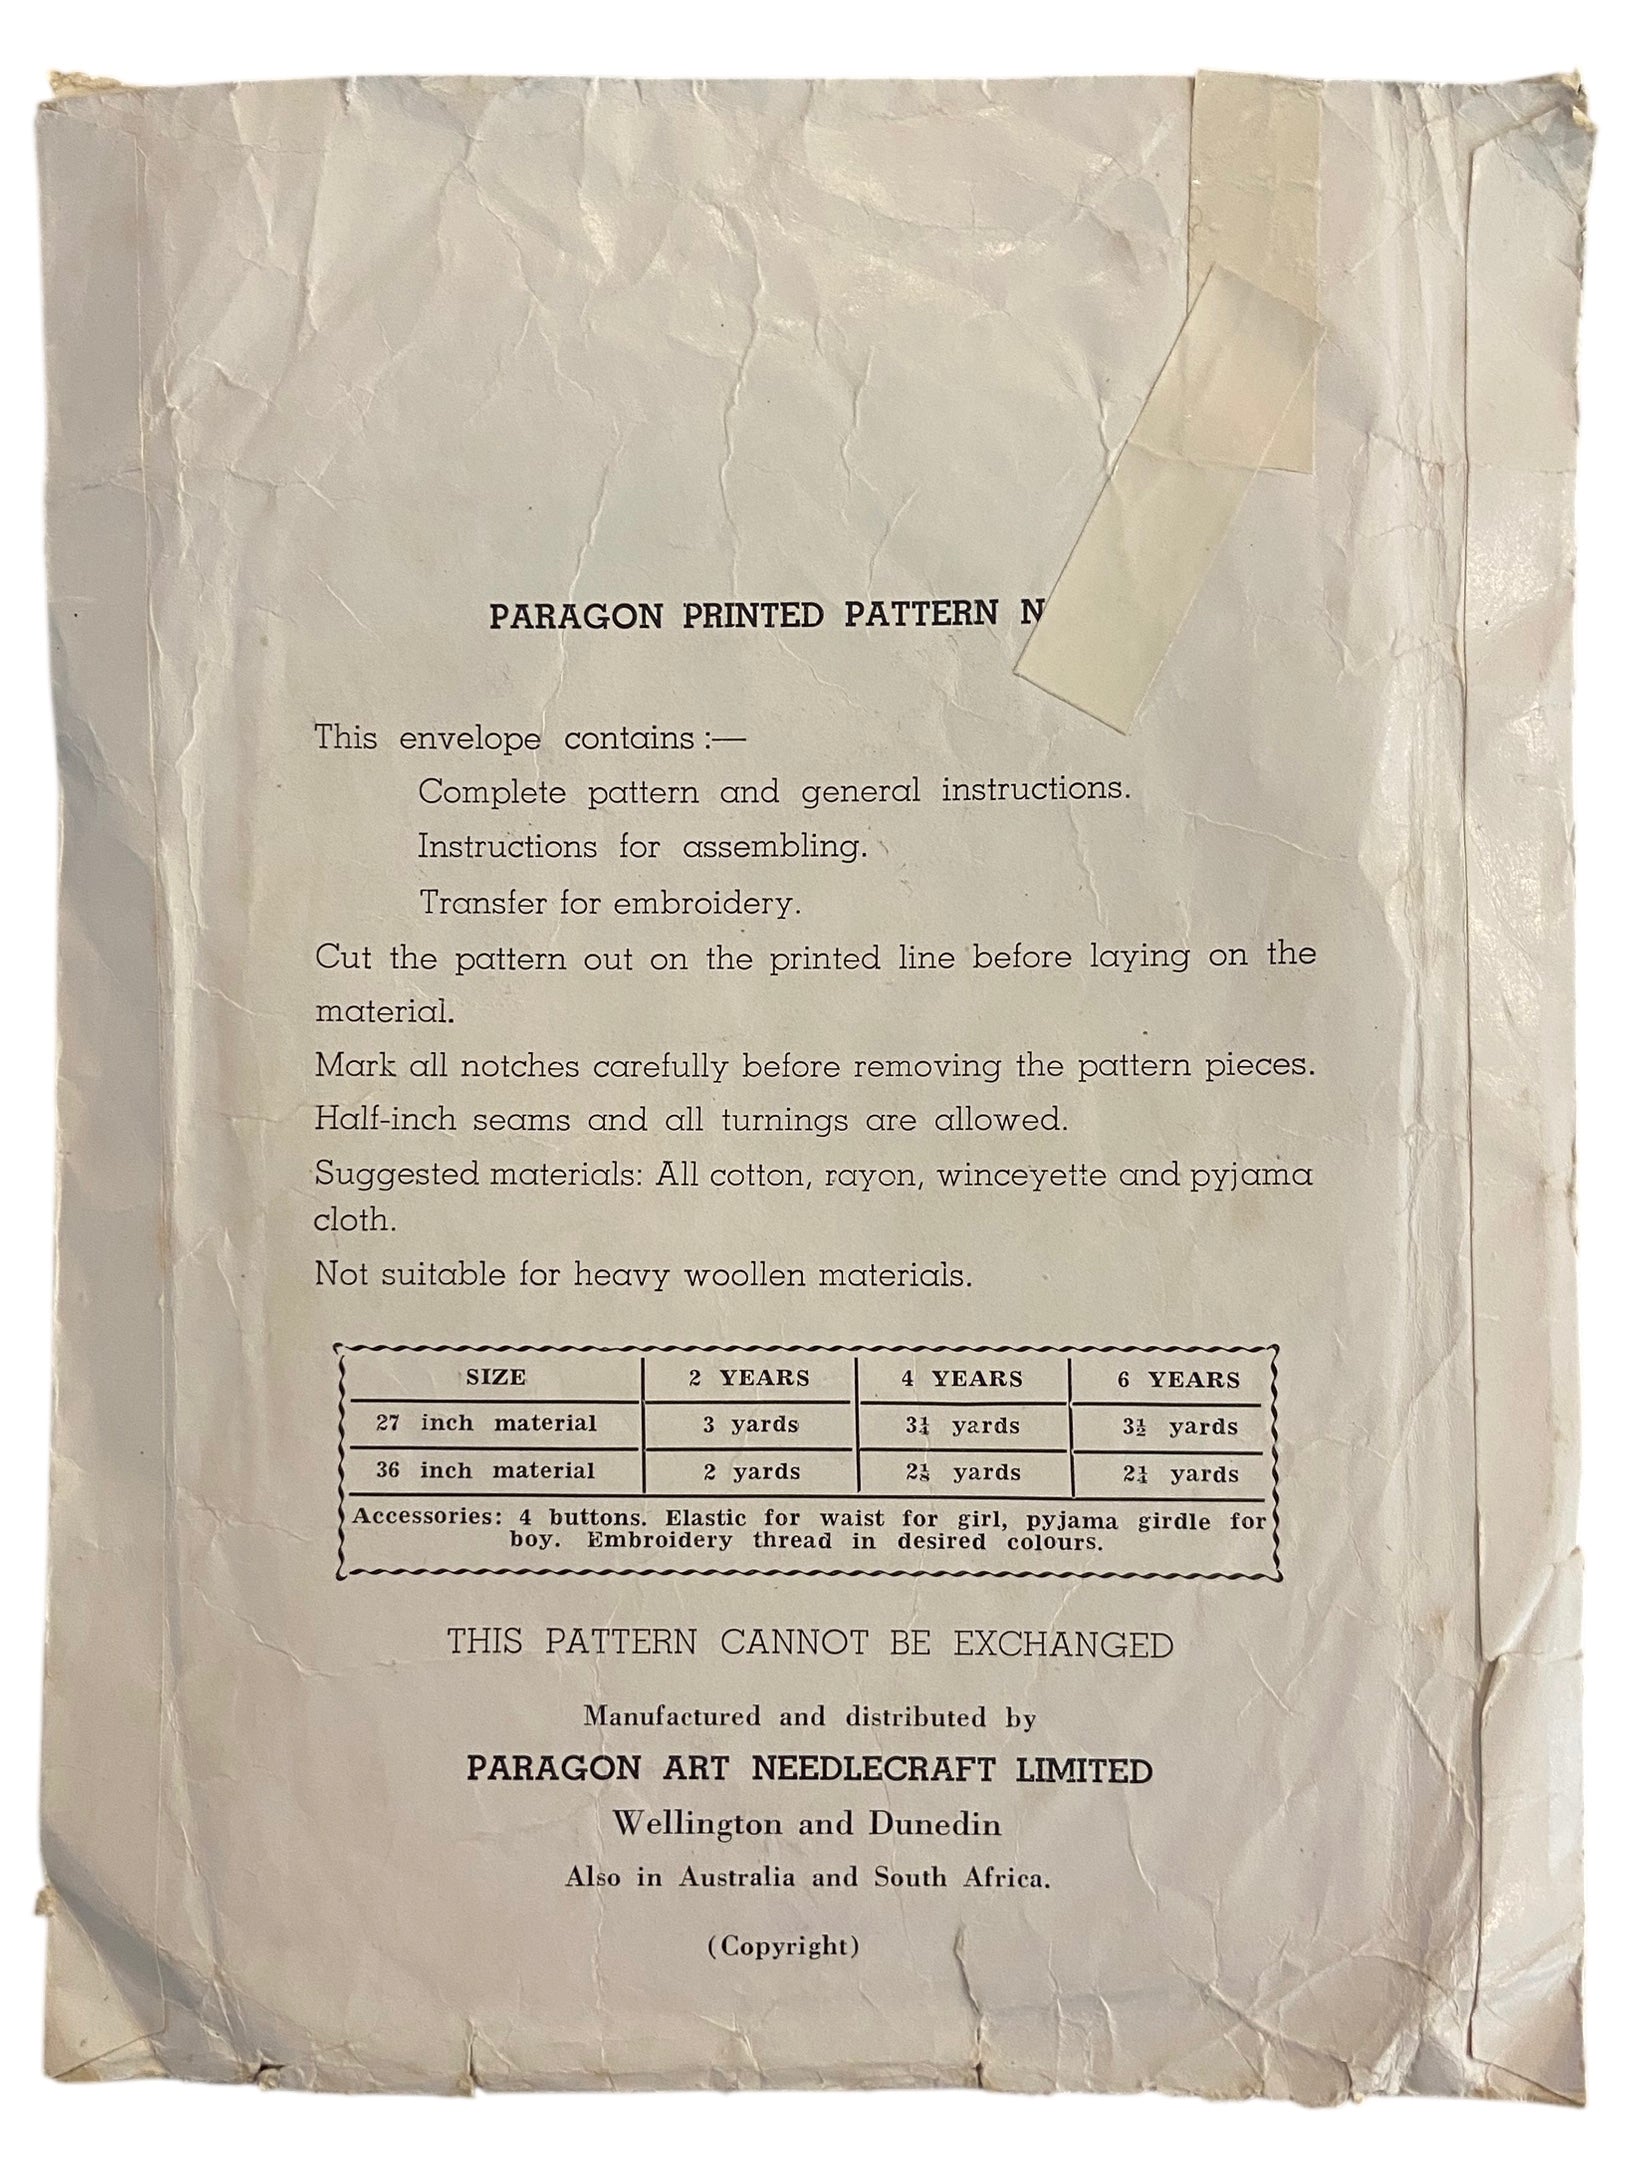 PARAGON PRINTED PATTERN N
This envelope contains :—
Complete pattern and general instructions.
Instructions for assembling.
Transfer for embroidery.
Cut the pattern out on the printed line before laying on the
material.
Mark all notches carefully before removing the pattern pieces.
Half-inch seams and all turnings are allowed.
Suggested materials: All cotton, rayon, winceyette and pyjama
cloth.
Not suitable for heavy woollen materials.
SIZE 2 YEARS 4 YEARS 6 YEARS
27 inch material 3 yards 3¼ yards 3½ yards
36 inch material 2 yards 2⅛ yards 2¼ yards
Accessories: 4 buttons. Elastic for waist for girl, pyjama girdle for
boy. Embroidery thread in desired colours.
THIS PATTERN CANNOT BE EXCHANGED
Manufactured and distributed by
PARAGON ART NEEDLECRAFT LIMITED
Wellington and Dunedin
Also in Australia and South Africa.
(Copyright)